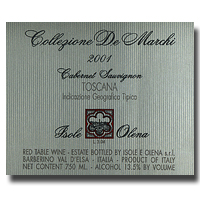 Collezione De Marchi
2001
Cabernet Sauvignon
TOSCANA
Indicazione Geografica Tipica
Isole Olena
RED TABLE WINE - ESTATE BOTTLED BY ISOLE E OLENA s.r.l.
BARBERINO VAL D'ELSA - ITALIA - PRODUCT OF ITALY
NET CONTENT 750 ML. - ALCOHOL 13.5% BY VOLUME